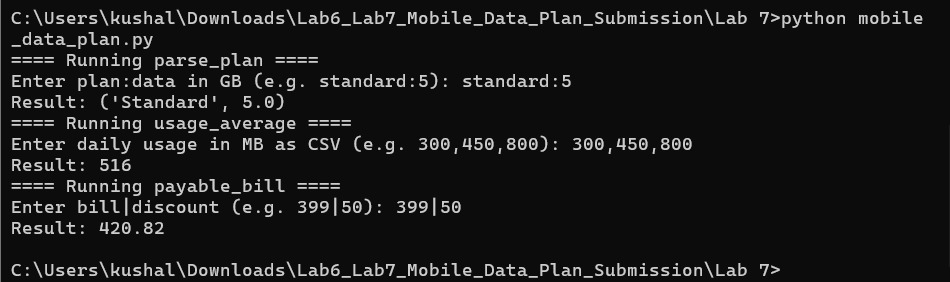 C:\Users\kushal\Downloads\Lab6_Lab7_Mobile_Data_Plan_Submission\Lab 7>python mobile
_data_plan.py
==== Running parse_plan ====
Enter plan:data in GB (e.g. standard:5): standard:5
Result: ('Standard', 5.0)
==== Running usage_average ====
Enter daily usage in MB as CSV (e.g. 300,450,800): 300,450,800
Result: 516
==== Running payable_bill ====
Enter bill|discount (e.g. 399|50): 399|50
Result: 420.82
C:\Users\kushal\Downloads\Lab6_Lab7_Mobile_Data_Plan_Submission\Lab 7>